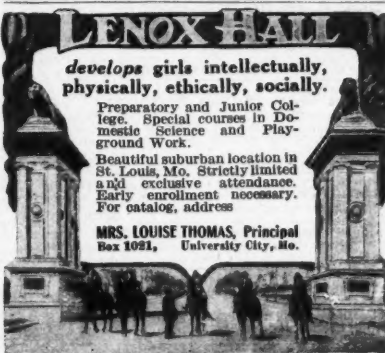 LENOX HALL
develops girls intellectually,
physically, ethically, socially.
Preparatory and Junior Col-
lege. Special courses in Do-
mestic Science and Play-
ground Work.
Beautiful suburban location in
St. Louis, Mo. Strictly limited
and exclusive attendance.
Early enrollment necessary.
For catalog, address
MRS. LOUISE THOMAS, Principal
Box 1021, University City, Mo.